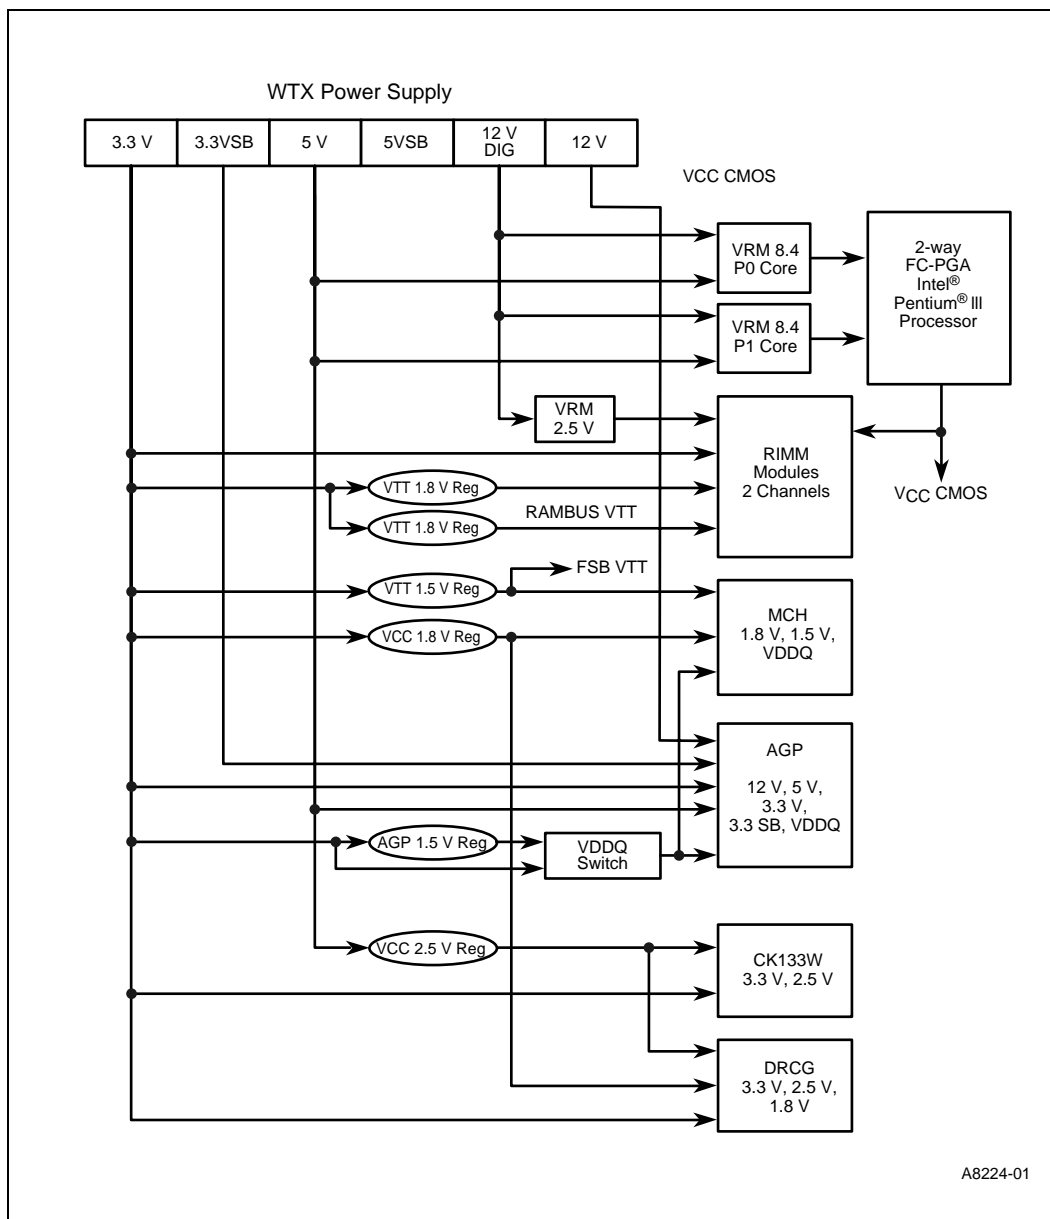 WTX Power Supply
3.3 V
3.3VSB
5 V
5VSB
12 V
DIG
12 V
VCC CMOS
VRM 8.4
P0 Core
2-way
FC-PGA
Intel®
Pentium® III
Processor
VRM 8.4
P1 Core
VRM
2.5 V
RIMM
Modules
2 Channels
VCC CMOS
VTT 1.8 V Reg
RAMBUS VTT
VTT 1.8 V Reg
FSB VTT
VTT 1.5 V Reg
MCH
1.8 V, 1.5 V,
VDDQ
VCC 1.8 V Reg
AGP
12 V, 5 V,
3.3 V,
3.3 SB, VDDQ
AGP 1.5 V Reg
VDDQ
Switch
VCC 2.5 V Reg
CK133W
3.3 V, 2.5 V
DRCG
3.3 V, 2.5 V,
1.8 V
A8224-01